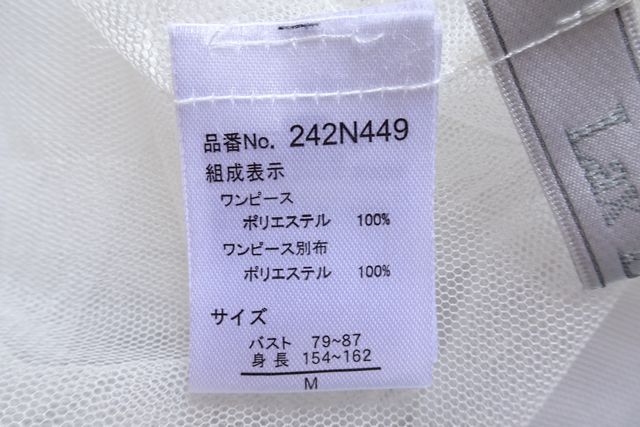 品番No. 242N449
組成表示
ワンピース
ポリエステル 100%
ワンピース別布
ポリエステル 100%
サイズ
バスト 79~87
身長 154~162
M